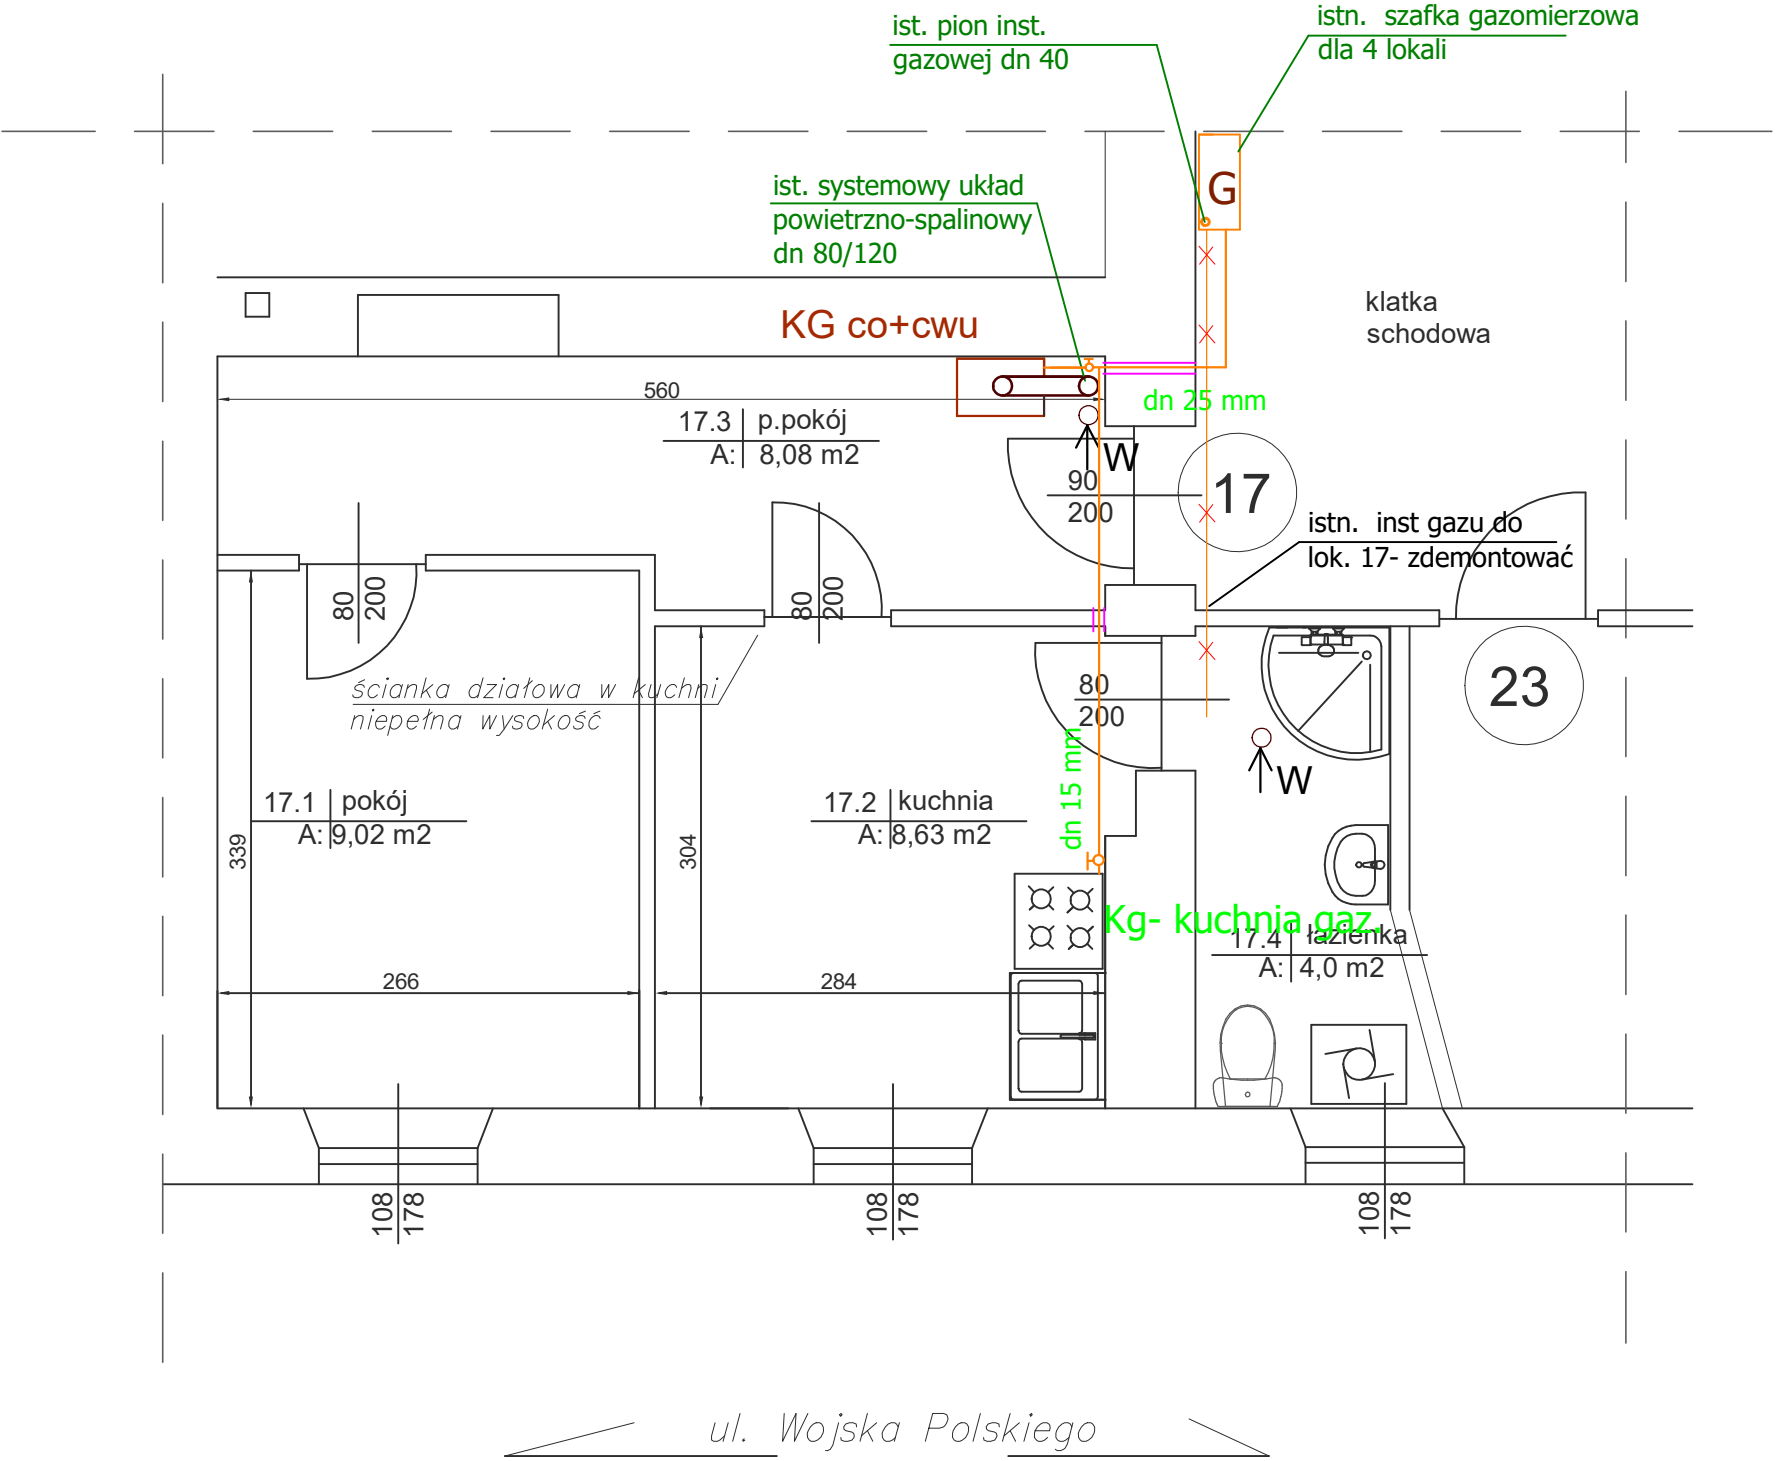 ist. pion inst.
gazowej dn 40
istn. szafka gazomierzowa
dla 4 lokali
G
ist. systemowy układ
powietrzno-spalinowy
dn 80/120
klatka
schodowa
KG co+cwu
560
dn 25 mm
17.3 p.pokój
A: 8,08 m2
W
90
200
17
istn. inst gazu do
lok. 17- zdemontować
80
200
80
200
80
200
23
ścianka działowa w kuchni
niepełna wysokość
W
dn 15 mm
17.1 pokój
A: 9,02 m2
17.2 kuchnia
A: 8,63 m2
339
304
Kg- kuchnia gaz.
17.4 łazienka
A: 4,0 m2
266
284
108
178
108
178
108
178
ul. Wojska Polskiego